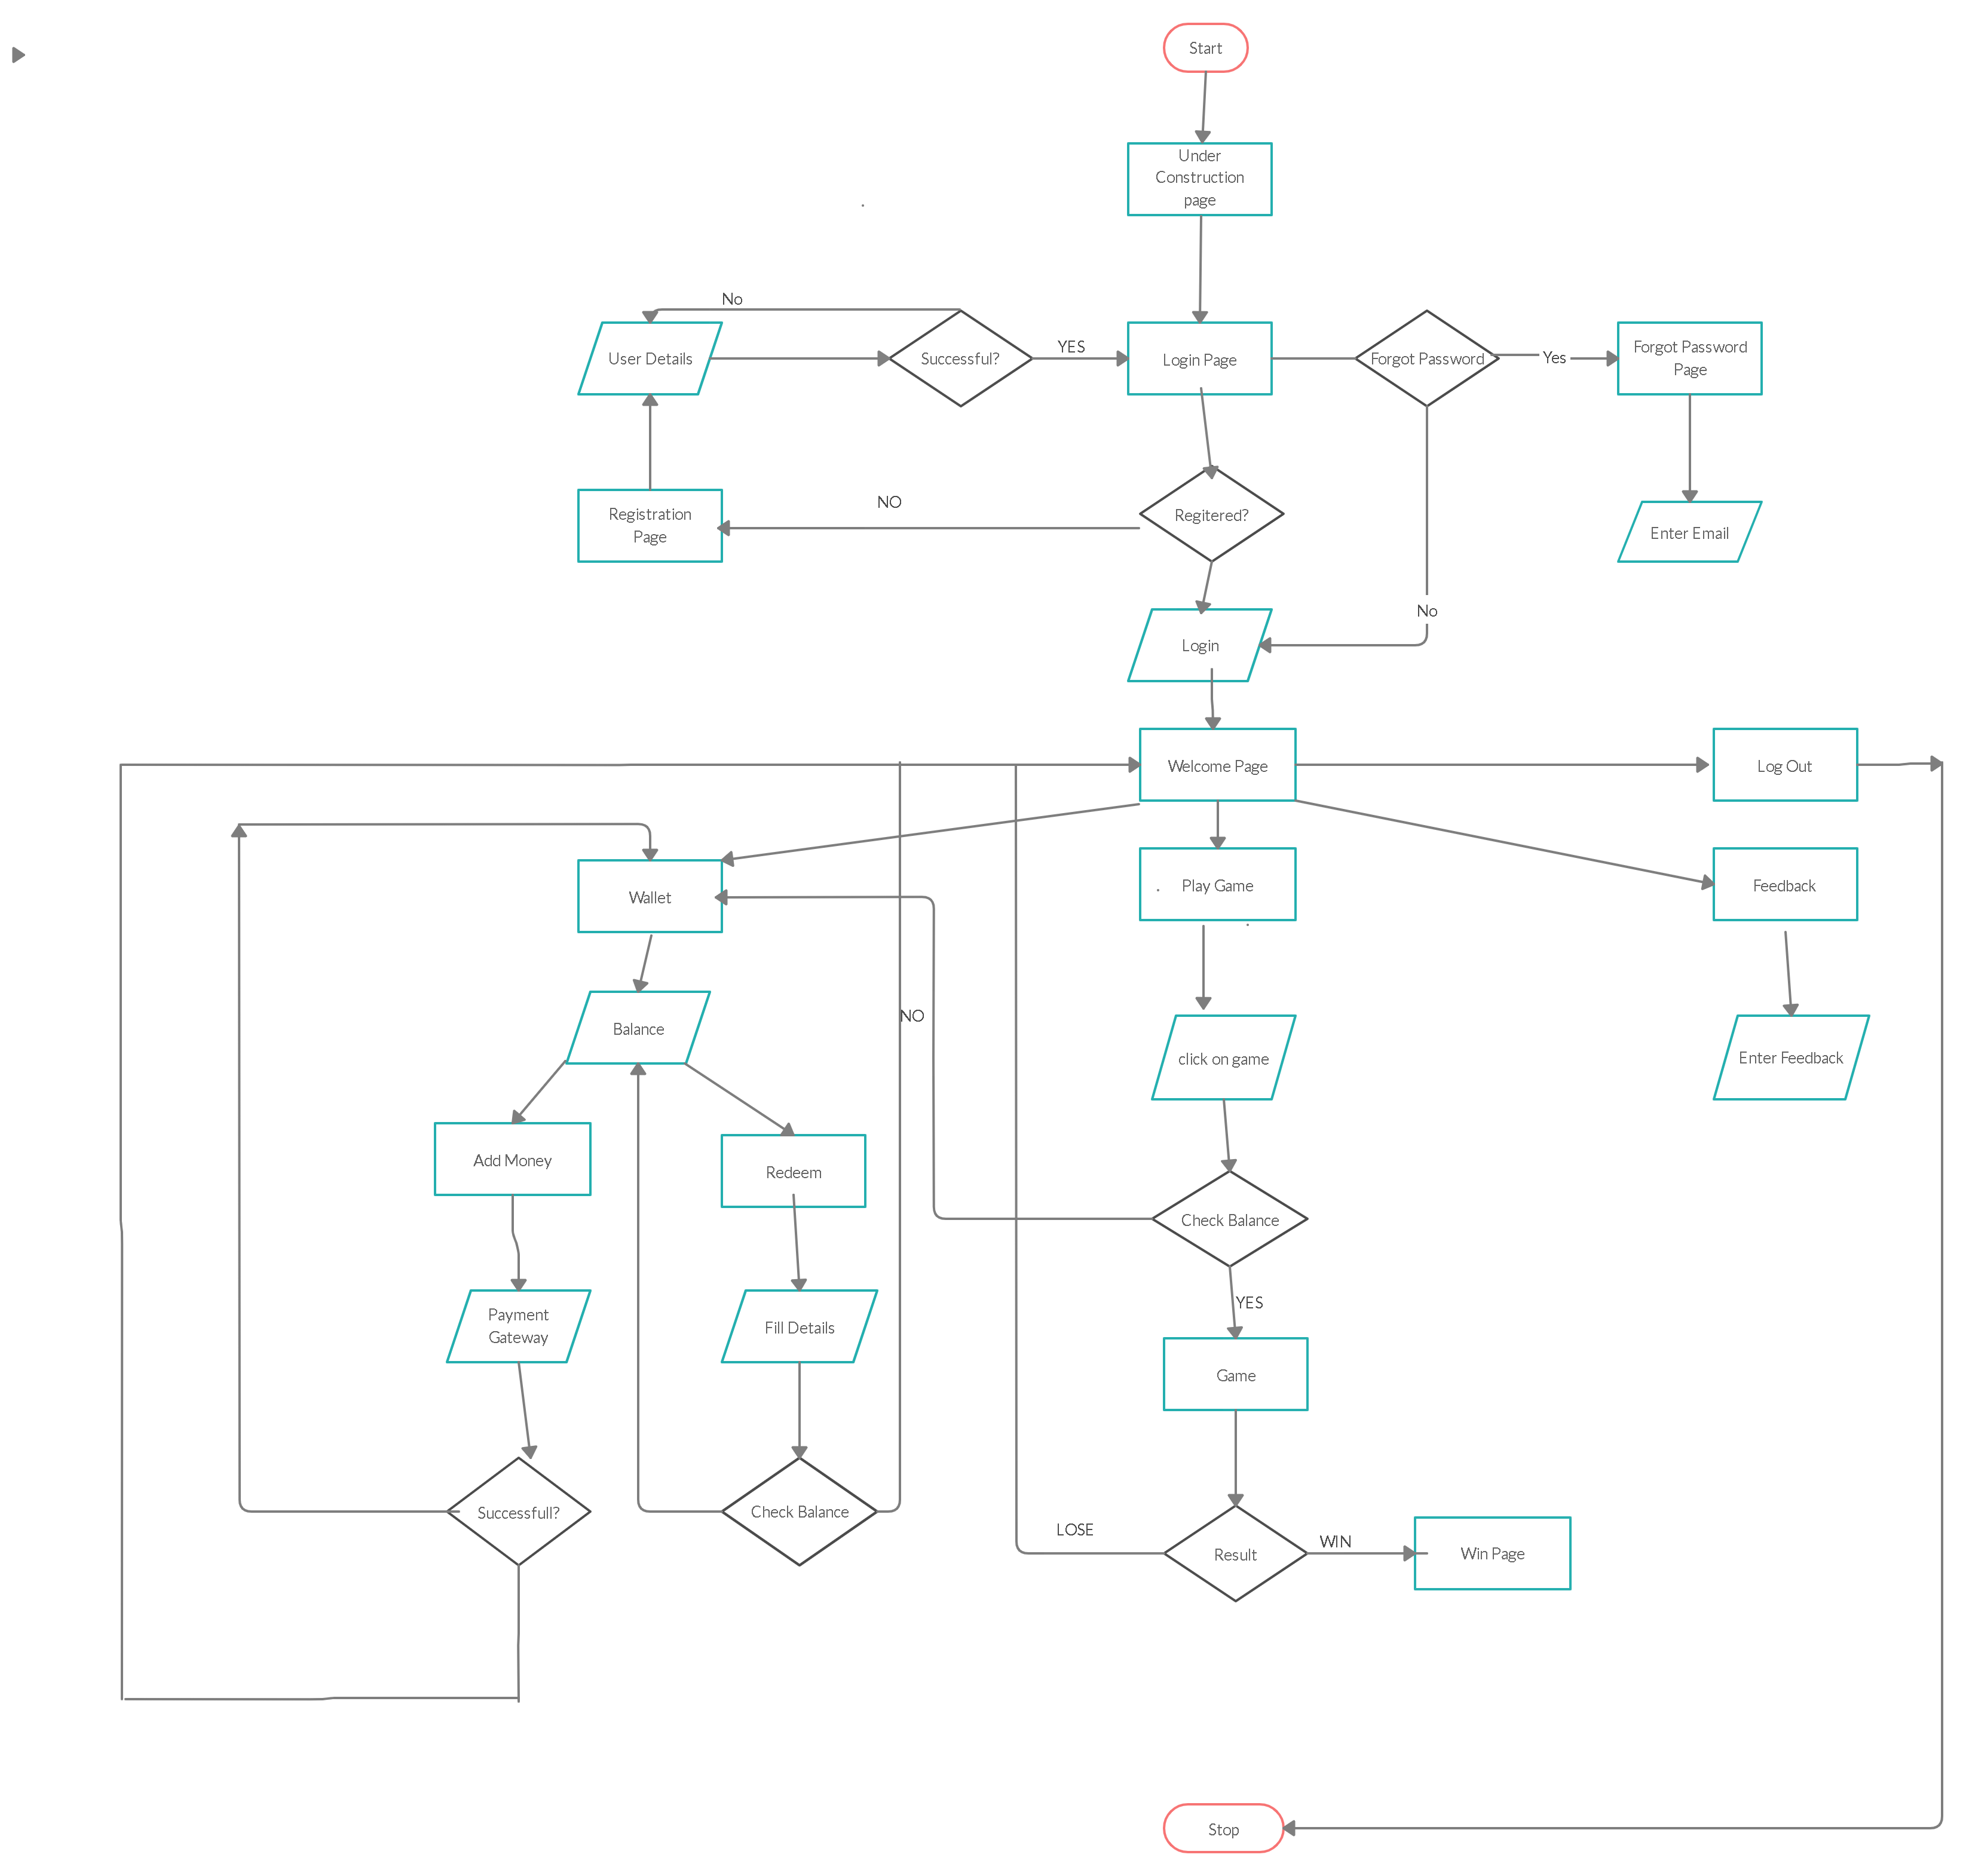 Start
Under
Construction
page
No
User Details
Successful?
YES
Login Page
Forgot Password
Yes
Forgot Password
Page
Registration
Page
NO
Regitered?
Enter Email
No
Login
Welcome Page
Log Out
Wallet
Play Game
Feedback
Balance
NO
click on game
Enter Feedback
Add Money
Redeem
Check Balance
YES
Payment
Gateway
Fill Details
Game
Successfull?
Check Balance
LOSE
Result
WIN
Win Page
Stop